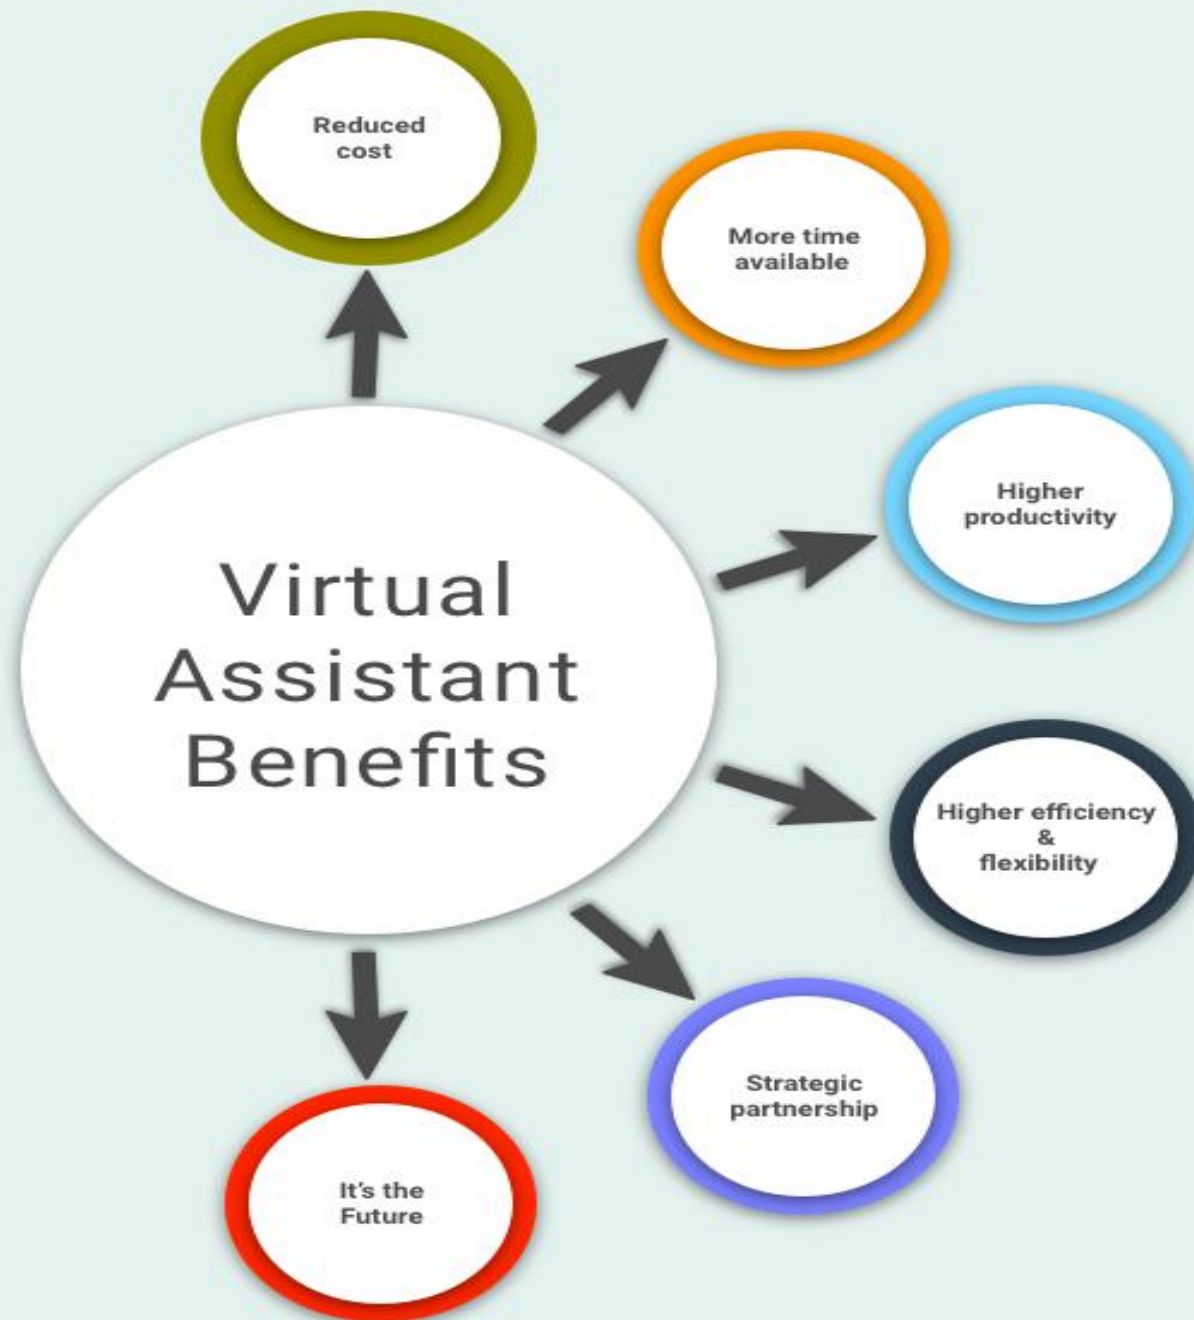 Reduced
cost
More time
available
Higher
productivity
Virtual
Assistant
Benefits
Higher efficiency
&
flexibility
Strategic
partnership
It's the
Future